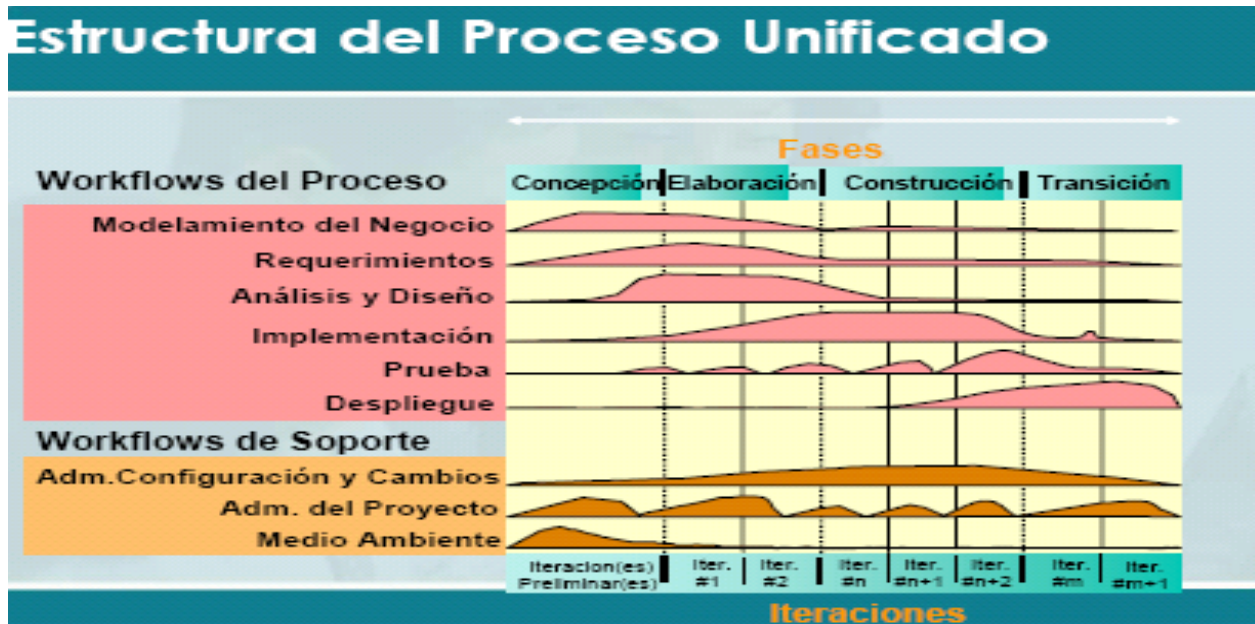 Estructura del Proceso Unificado
Fases
Workflows del Proceso
Concepción Elaboración Construcción Transición
Modelamiento del Negocio
Requerimientos
Análisis y Diseño
Implementación
Prueba
Despliegue
Workflows de Soporte
Adm.Configuración y Cambios
Adm. del Proyecto
Medio Ambiente
Iteracion(es) Iter. Iter. Iter. Iter. Iter. Iter. Iter.
Preliminar(es) #1 #2 #n #n+1 #n+2 #m #m+1
Iteraciones